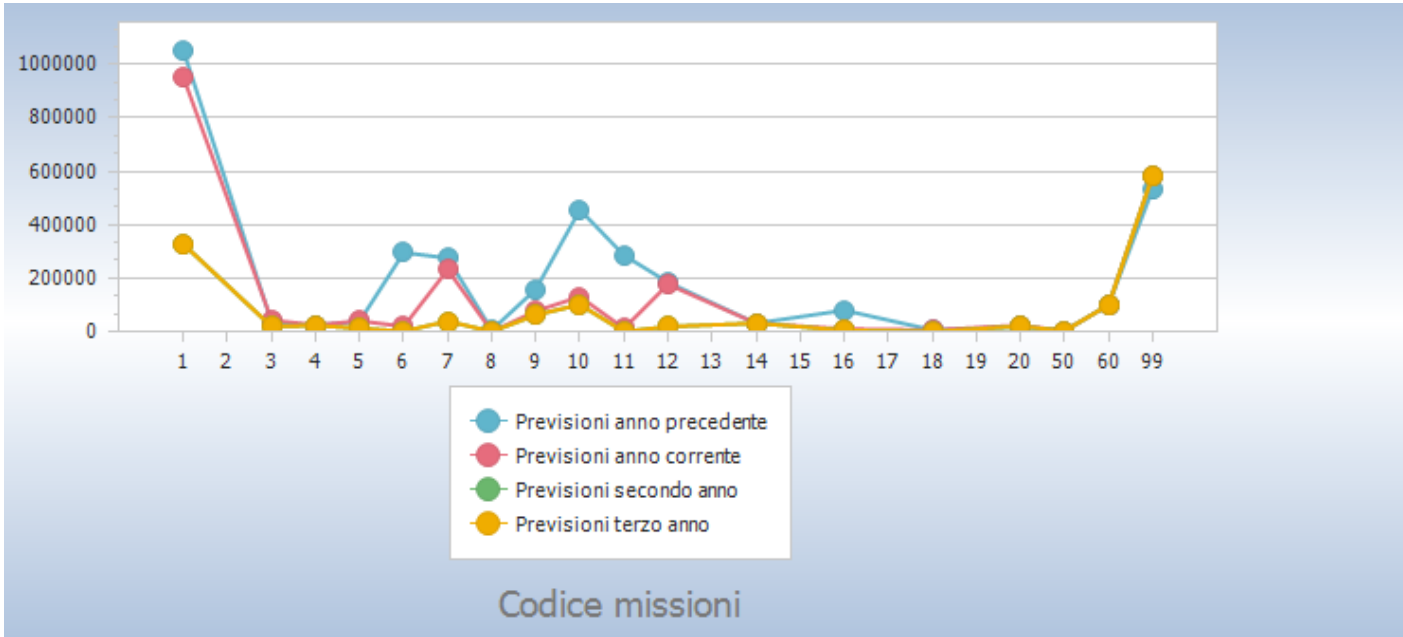 1000000
800000
600000
400000
200000
0
1 2 3 4 5 6 7 8 9 10 11 12 13 14 15 16 17 18 19 20 50 60 99
Previsioni anno precedente
Previsioni anno corrente
Previsioni secondo anno
Previsioni terzo anno
Codice missioni